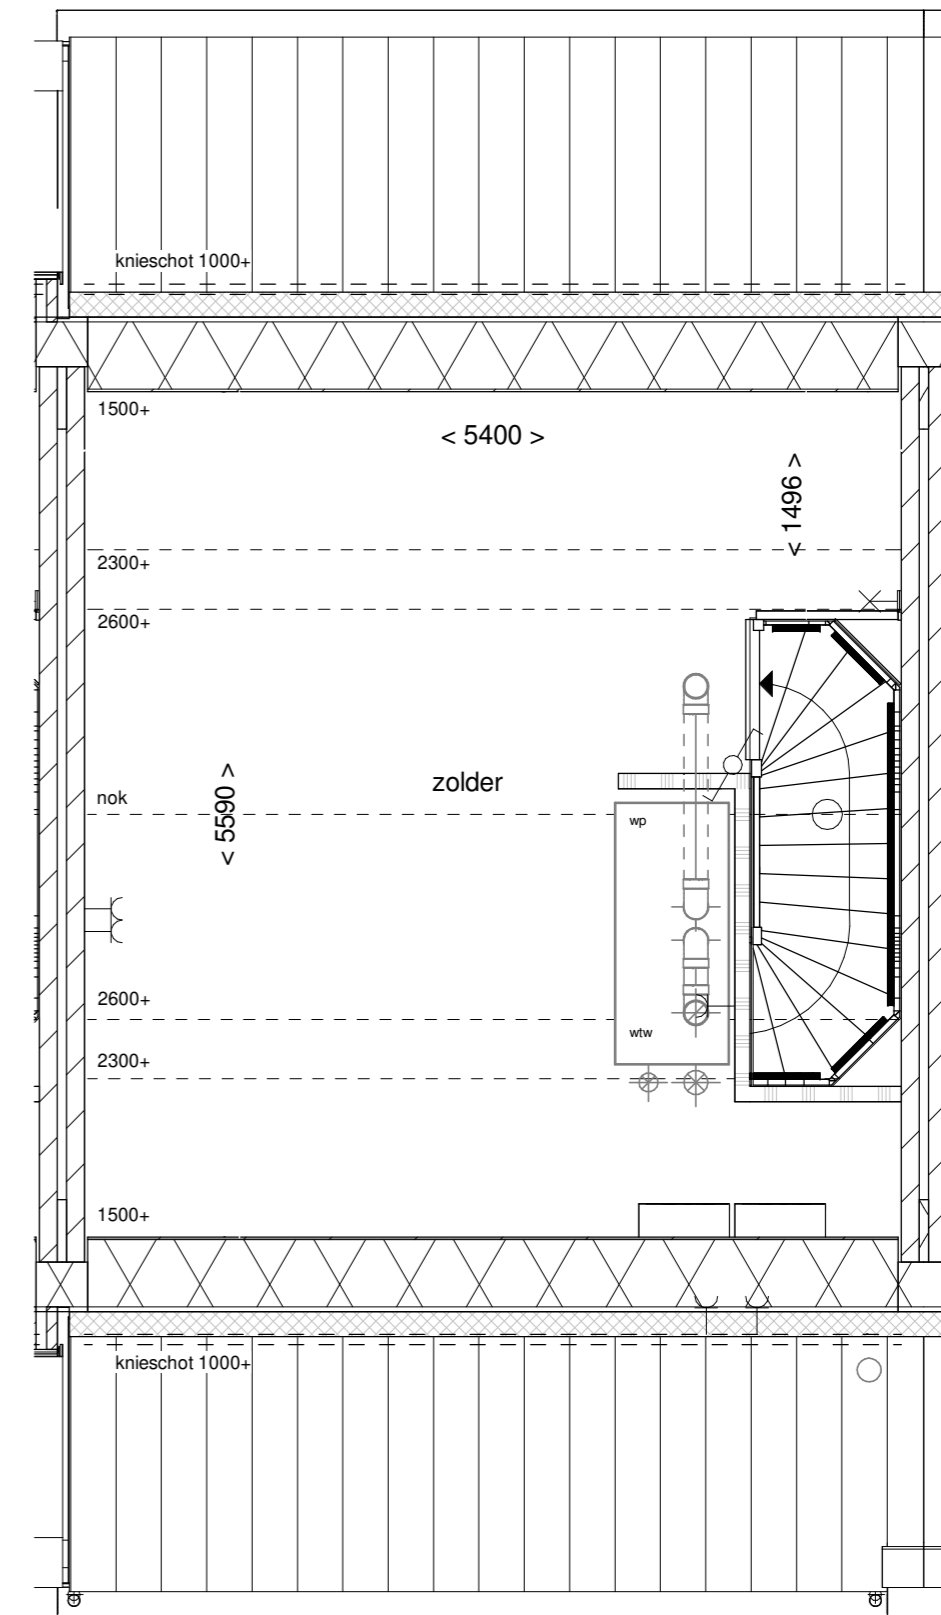 knieschot 1000+
1500+
< 5400 >
< 1496 >
2300+
2600+
zolder
nok
< 5590 >
wp
2600+
wtw
2300+
1500+
knieschot 1000+